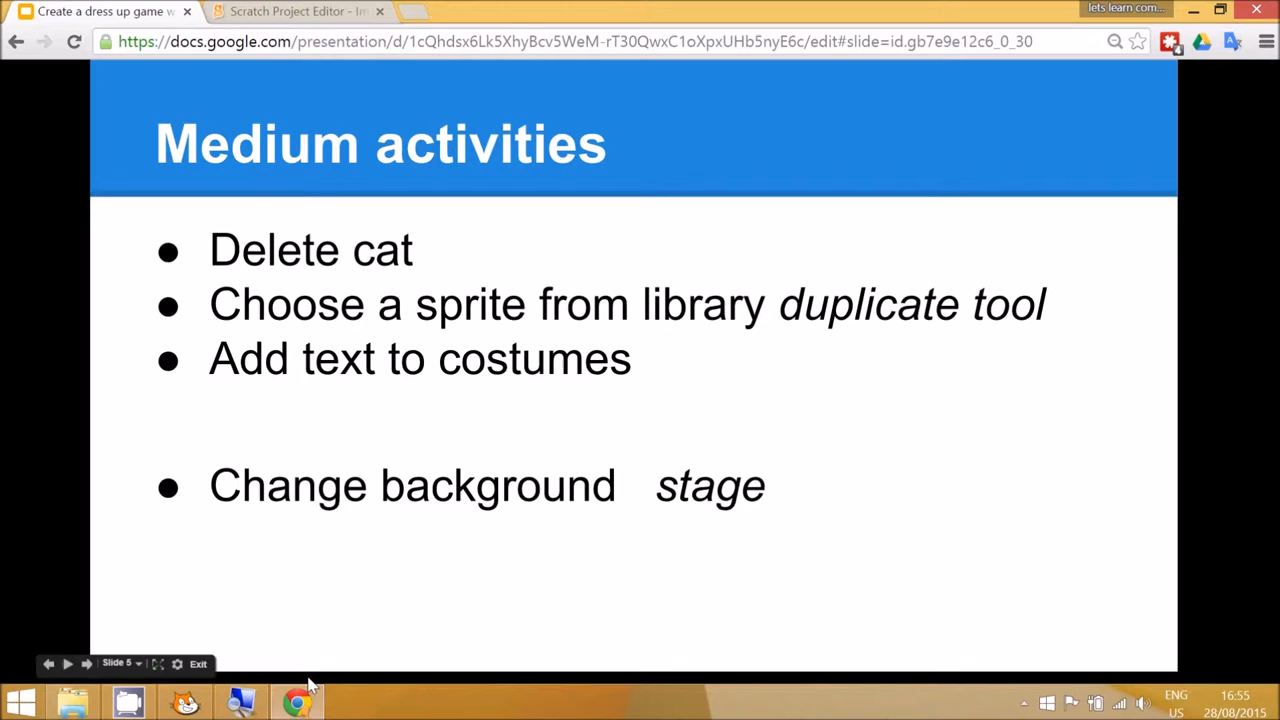 Create a dress up game w
Scratch Project Editor - Im
lets learn com...
https://docs.google.com/presentation/d/1cQhdsx6Lk5XhyBcv5WeM-rT30QwxC1oXpxUHb5nyE6c/edit#slide=id.gb7e9e12c6_0_30
Medium activities
● Delete cat
● Choose a sprite from library duplicate tool
● Add text to costumes
● Change background stage
Slide 5
Exit
ENG
16:55
US
28/08/2015